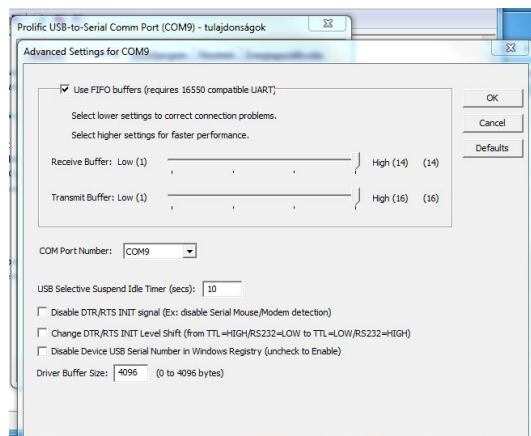 Prolific USB-to-Serial Comm Port (COM9) - tulajdonságok
Advanced Settings for COM9
Use FIFO buffers (requires 16550 compatible UART)
OK
Select lower settings to correct connection problems.
Cancel
Select higher settings for faster performance.
Defaults
Receive Buffer: Low (1) High (14) (14)
Transmit Buffer: Low (1) High (16) (16)
COM Port Number: COM9
USB Selective Suspend Idle Timer (secs): 10
Disable DTR/RTS INIT signal (Ex: disable Serial Mouse/Modem detection)
Change DTR/RTS INIT Level Shift (from TTL=HIGH/RS232=LOW to TTL=LOW/RS232=HIGH)
Disable Device USB Serial Number in Windows Registry (uncheck to Enable)
Driver Buffer Size: 4096 (0 to 4096 bytes)